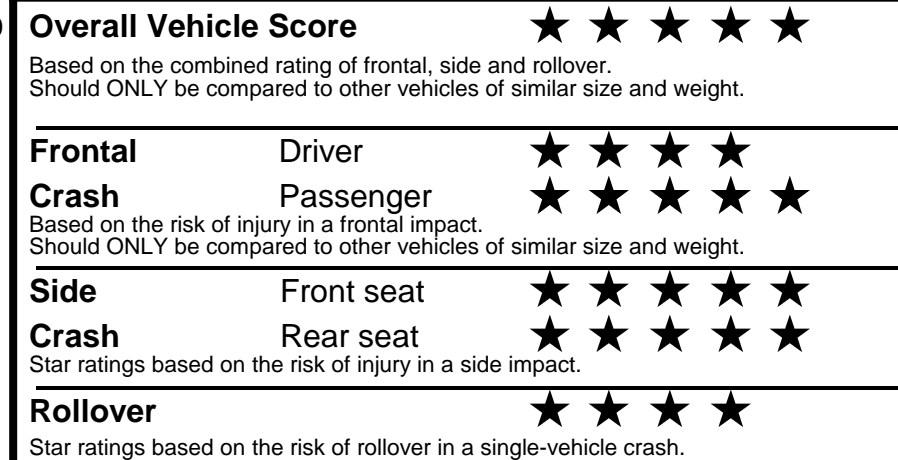 Overall Vehicle Score ★ ★ ★ ★ ★
Based on the combined rating of frontal, side and rollover.
Should ONLY be compared to other vehicles of similar size and weight.
Frontal Driver ★ ★ ★ ★
Crash Passenger ★ ★ ★ ★ ★
Based on the risk of injury in a frontal impact.
Should ONLY be compared to other vehicles of similar size and weight.
Side Front seat ★ ★ ★ ★ ★
Crash Rear seat ★ ★ ★ ★ ★
Star ratings based on the risk of injury in a side impact.
Rollover ★ ★ ★ ★
Star ratings based on the risk of rollover in a single-vehicle crash.